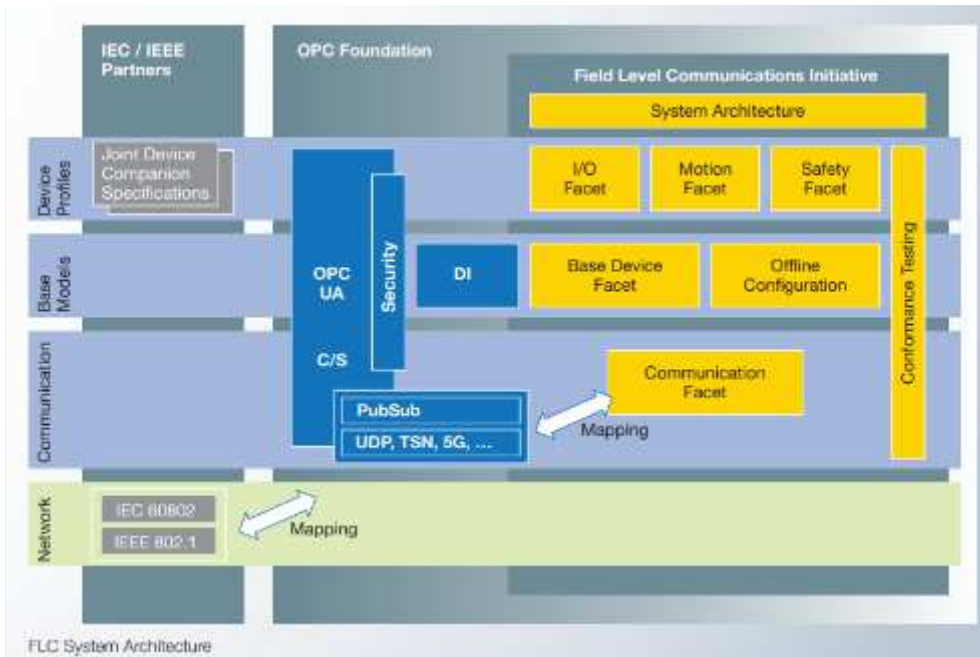 IEC / IEEE
Partners
OPC Foundation
Field Level Communications Initiative
System Architecture
Device
Profiles
Joint Device
Companion
Specifications
I/O
Facet
Motion
Facet
Safety
Facet
Conformance Testing
Base
Models
OPC
UA
C/S
Security
DI
Base Device
Facet
Offline
Configuration
Communication
Communication
Facet
PubSub
UDP, TSN, 5G, ...
Mapping
Network
IEC 60802
IEEE 802.1
Mapping
FLC System Architecture